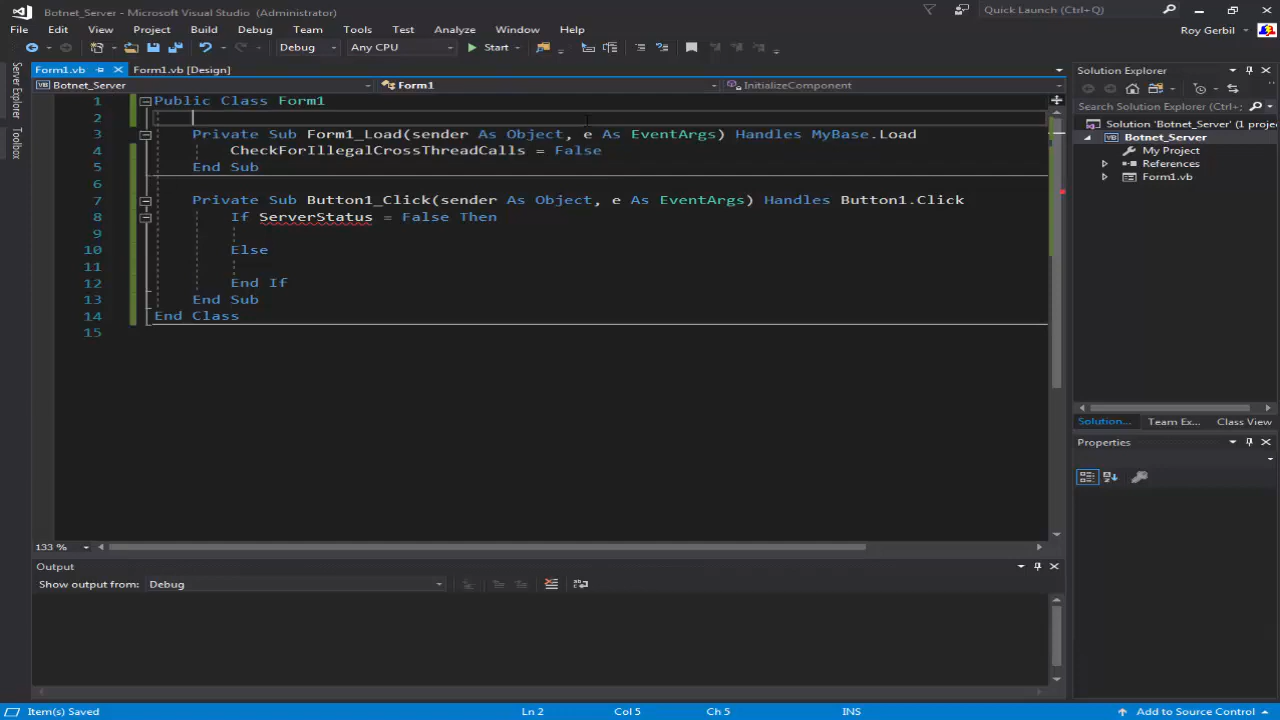 Botnet_Server - Microsoft Visual Studio (Administrator)
Quick Launch (Ctrl+Q)
File Edit View Project Build Debug Team Tools Test Analyze Window Help
Roy Gerbil
Debug Any CPU Start
Form1.vb Form1.vb [Design]
Botnet_Server Form1 InitializeComponent
Server Explorer
Toolbox
1 Public Class Form1
2
3 Private Sub Form1_Load(sender As Object, e As EventArgs) Handles MyBase.Load
4 CheckForIllegalCrossThreadCalls = False
5 End Sub
6
7 Private Sub Button1_Click(sender As Object, e As EventArgs) Handles Button1.Click
8 If ServerStatus = False Then
9
10 Else
11
12 End If
13 End Sub
14 End Class
15
133 %
Output
Show output from: Debug
Solution Explorer
Search Solution Explorer
Solution 'Botnet_Server' (1 proj
Botnet_Server
My Project
References
Form1.vb
Solution... Team Ex... Class View
Properties
Item(s) Saved Ln 2 Col 5 Ch 5 INS Add to Source Control